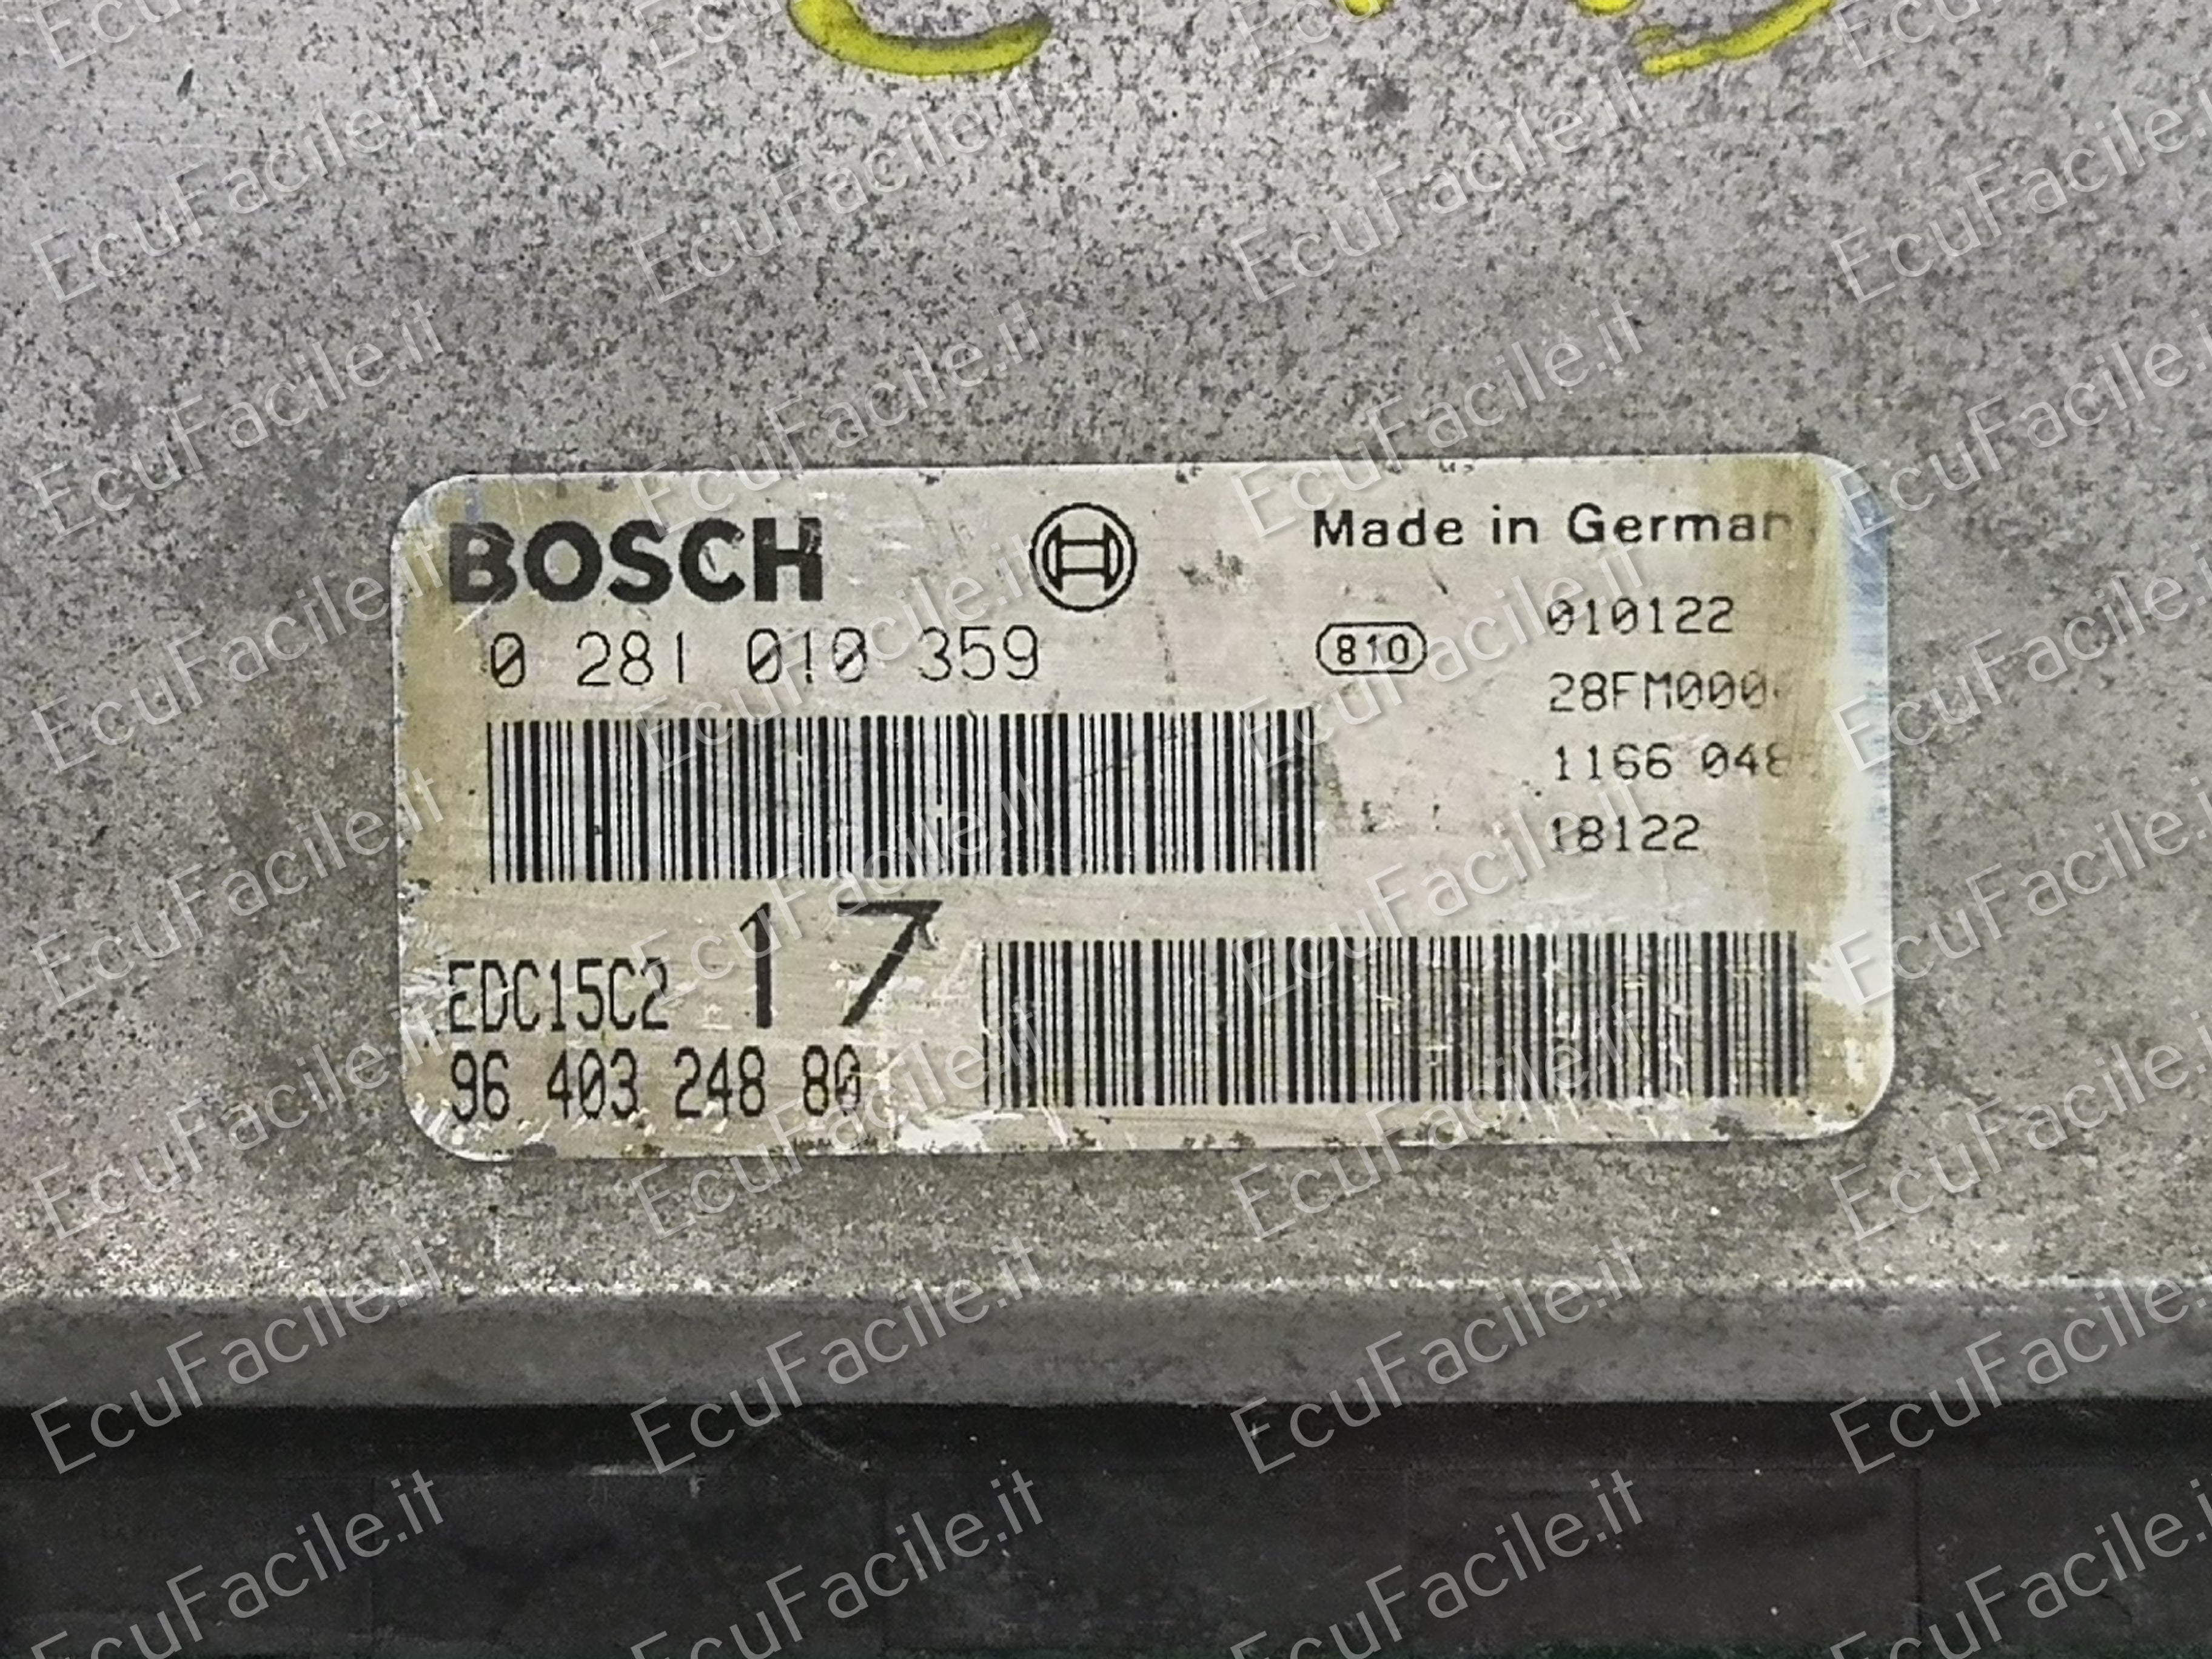 BOSCH
Made in German
0 281 010 359
810
010122
28FM000
1166 048
18122
EDC15C2 17
96 403 248 80
EcuFacile.it